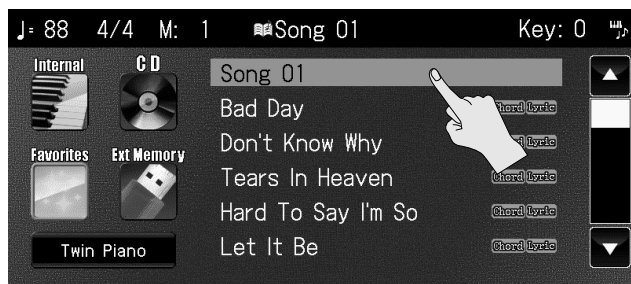 ♩= 88 4/4 M: 1 Song 01 Key: 0
Internal CD
Favorites Ext Memory
Twin Piano
Song 01
Bad Day Chord Lyric
Don't Know Why Lyric
Tears In Heaven Chord Lyric
Hard To Say I'm So Chord Lyric
Let It Be Chord Lyric